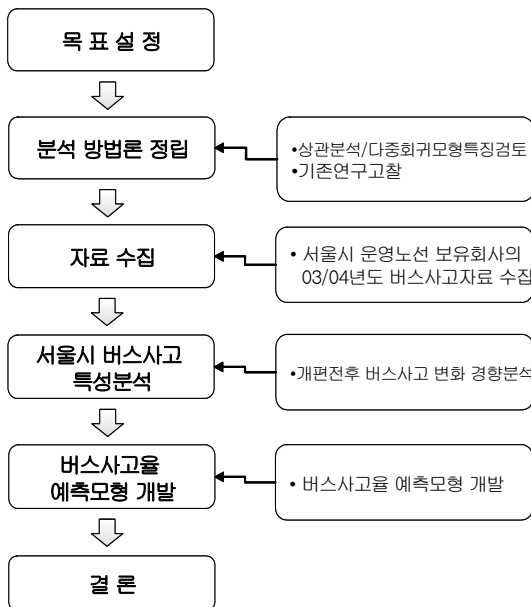 목 표 설 정
분석 방법론 정립
•상관분석/다중회귀모형특징검토
•기존연구고찰
자료 수집
• 서울시 운영노선 보유회사의
03/04년도 버스사고자료 수집
서울시 버스사고
특성분석
•개편전후 버스사고 변화 경향분석
버스사고율
예측모형 개발
• 버스사고율 예측모형 개발
결 론